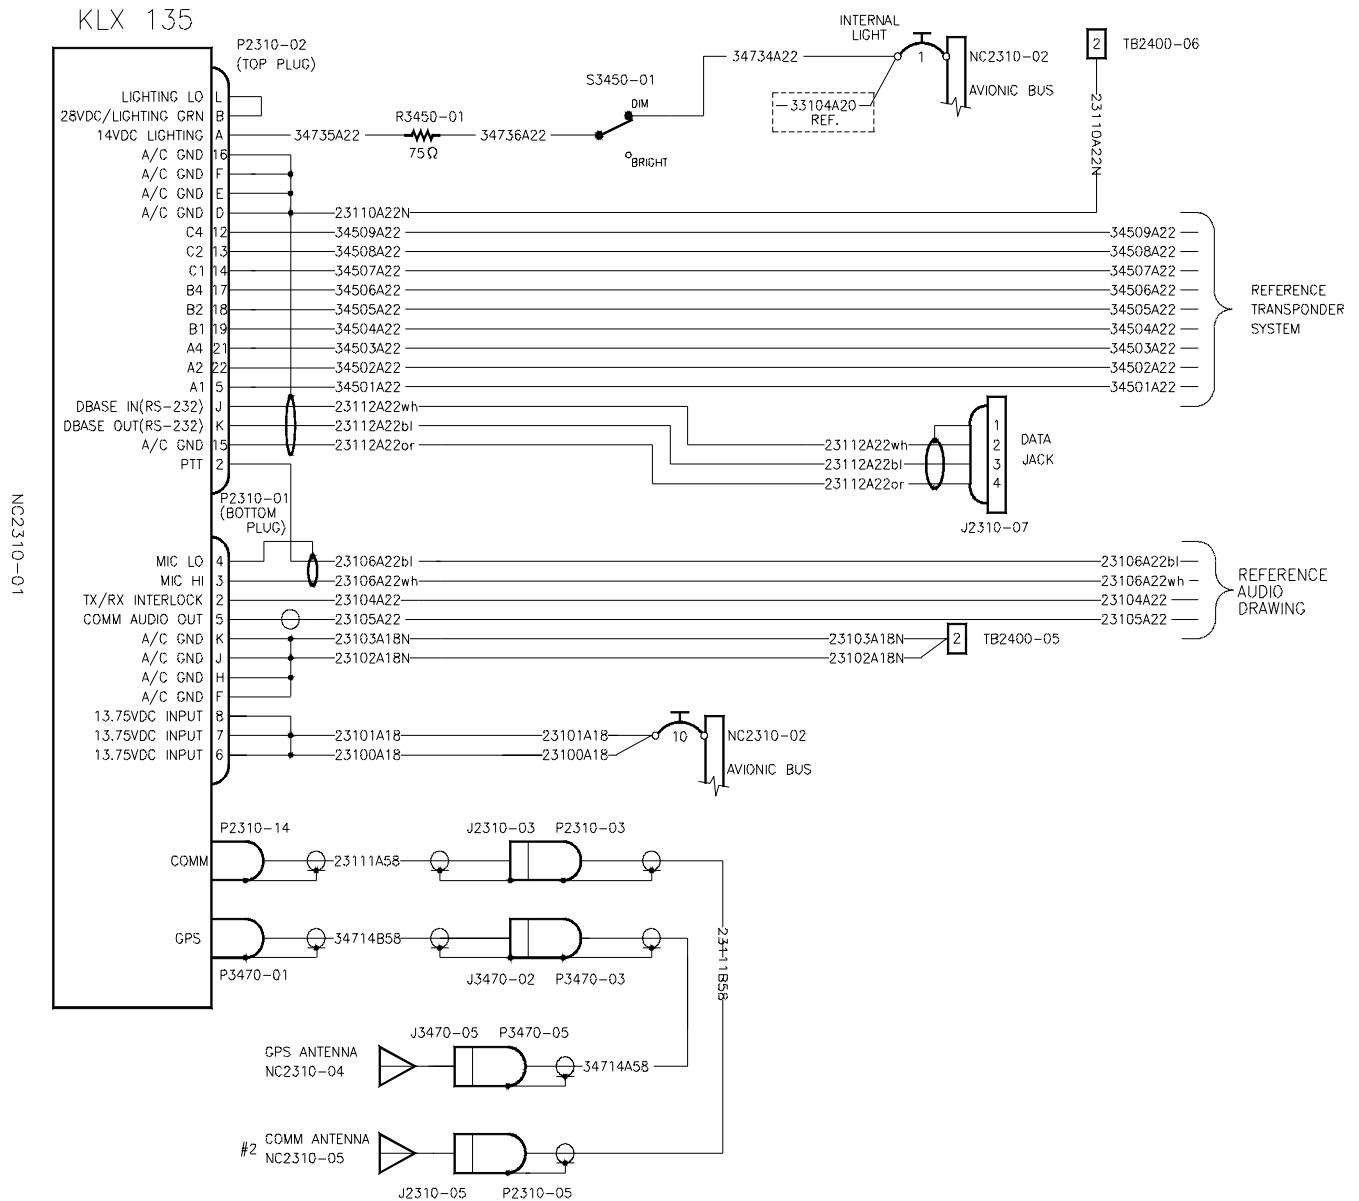 KLX 135
P2310-02
(TOP PLUG)
INTERNAL
LIGHT
1
NC2310-02
AVIONIC BUS
2
TB2400-06
33104A20
REF.
34734A22
S3450-01
DIM
BRIGHT
R3450-01
75Ω
34735A22
34736A22
23110A22N
LIGHTING LO L
28VDC/LIGHTING GRN B
14VDC LIGHTING A
A/C GND 16
A/C GND F
A/C GND E
A/C GND D 23110A22N
C4 12 34509A22 34509A22
C2 13 34508A22 34508A22
C1 14 34507A22 34507A22
B4 17 34506A22 34506A22
B2 18 34505A22 34505A22
B1 19 34504A22 34504A22
A4 21 34503A22 34503A22
A2 22 34502A22 34502A22
A1 5 34501A22 34501A22
REFERENCE
TRANSPONDER
SYSTEM
DBASE IN(RS-232) J 23112A22wh
DBASE OUT(RS-232) K 23112A22bl
A/C GND 15 23112A22or
PTT 2
1
23112A22wh 2
23112A22bl 3
23112A22or 4
DATA
JACK
J2310-07
NC2310-01
P2310-01
(BOTTOM
PLUG)
MIC LO 4 23106A22bl 23106A22bl
MIC HI 3 23106A22wh 23106A22wh
TX/RX INTERLOCK 2 23104A22 23104A22
COMM AUDIO OUT 5 23105A22 23105A22
REFERENCE
AUDIO
DRAWING
A/C GND K 23103A18N 23103A18N 2 TB2400-05
A/C GND J 23102A18N 23102A18N
A/C GND H
A/C GND F
13.75VDC INPUT 8
13.75VDC INPUT 7 23101A18 23101A18 10 NC2310-02
13.75VDC INPUT 6 23100A18 23100A18
AVIONIC BUS
P2310-14
J2310-03 P2310-03
COMM 23111A58
23111B58
GPS 34714B58
P3470-01
J3470-02 P3470-03
J3470-05 P3470-05
GPS ANTENNA
NC2310-04
34714A58
#2 COMM ANTENNA
NC2310-05
J2310-05 P2310-05